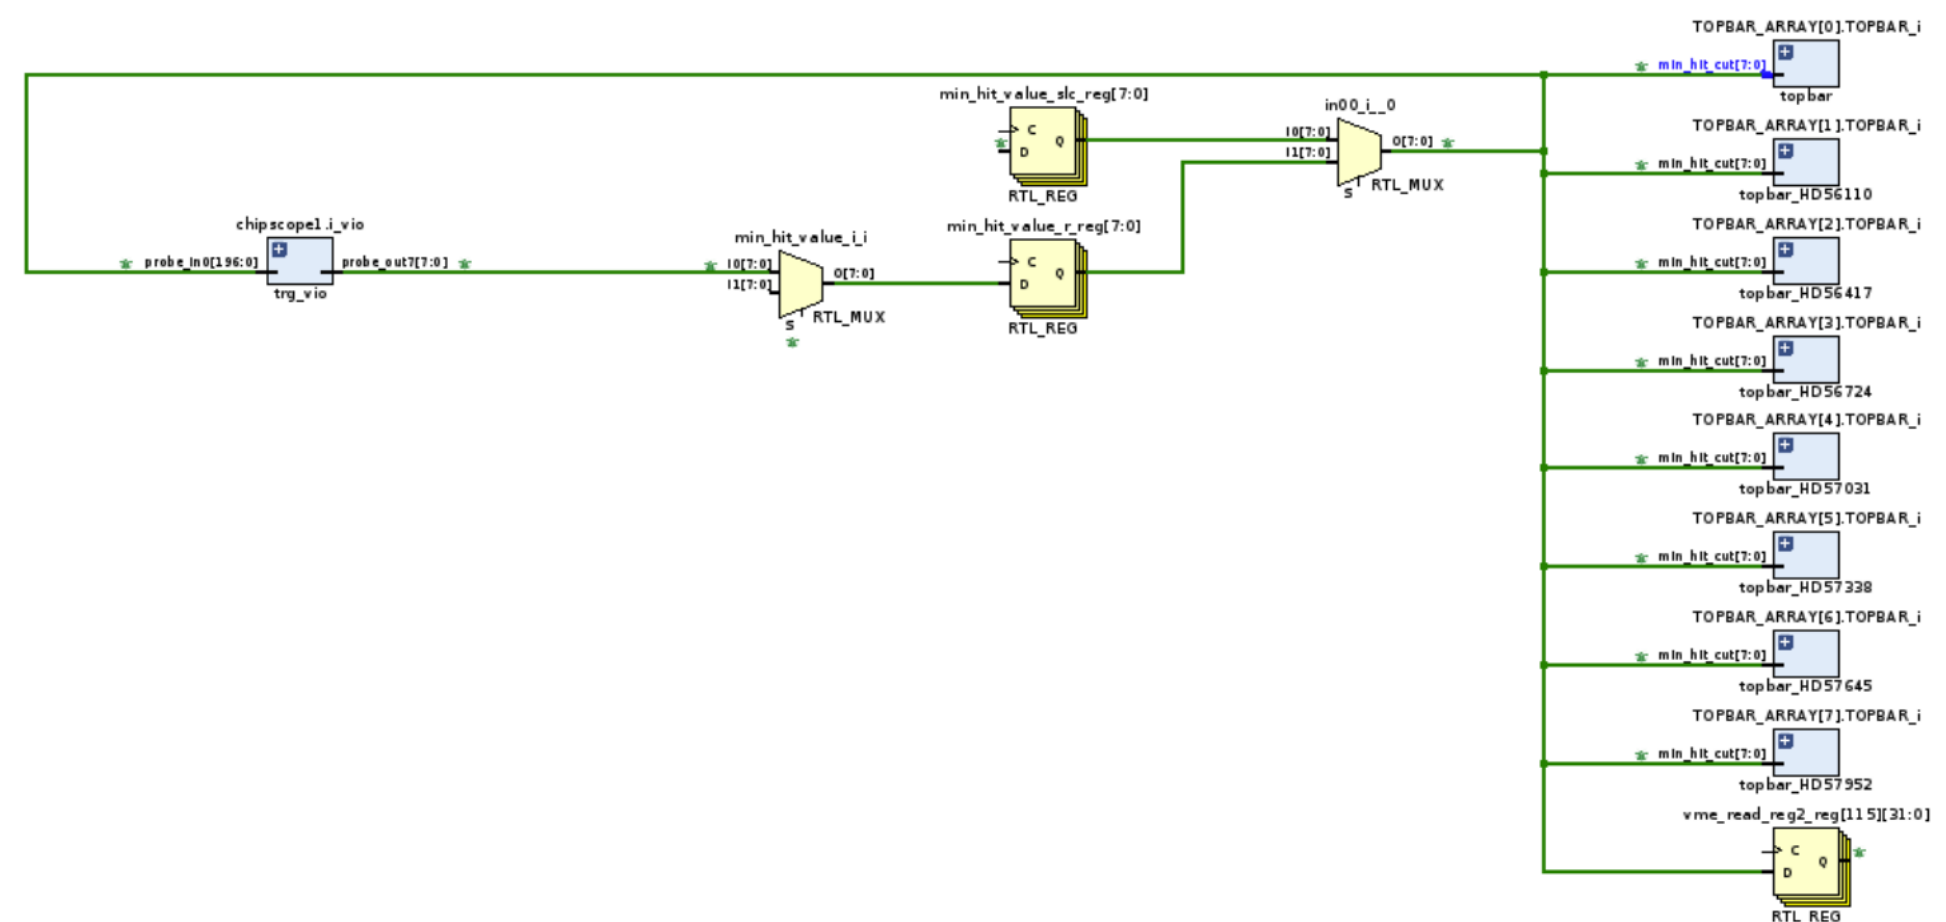 TOPBAR_ARRAY[0].TOPBAR_i
min_hit_cut[7:0]
topbar
min_hit_value_slc_reg[7:0]
C
D
Q
RTL_REG
in00_i__0
I0[7:0]
I1[7:0]
O[7:0]
S
RTL_MUX
TOPBAR_ARRAY[1].TOPBAR_i
min_hit_cut[7:0]
topbar_HD56110
chipscope1.i_vio
probe_in0[196:0]
probe_out7[7:0]
trg_vio
min_hit_value_i_i
I0[7:0]
I1[7:0]
O[7:0]
S
RTL_MUX
min_hit_value_r_reg[7:0]
C
D
Q
RTL_REG
TOPBAR_ARRAY[2].TOPBAR_i
min_hit_cut[7:0]
topbar_HD56417
TOPBAR_ARRAY[3].TOPBAR_i
min_hit_cut[7:0]
topbar_HD56724
TOPBAR_ARRAY[4].TOPBAR_i
min_hit_cut[7:0]
topbar_HD57031
TOPBAR_ARRAY[5].TOPBAR_i
min_hit_cut[7:0]
topbar_HD57338
TOPBAR_ARRAY[6].TOPBAR_i
min_hit_cut[7:0]
topbar_HD57645
TOPBAR_ARRAY[7].TOPBAR_i
min_hit_cut[7:0]
topbar_HD57952
vme_read_reg2_reg[115][31:0]
C
D
Q
RTL_REG